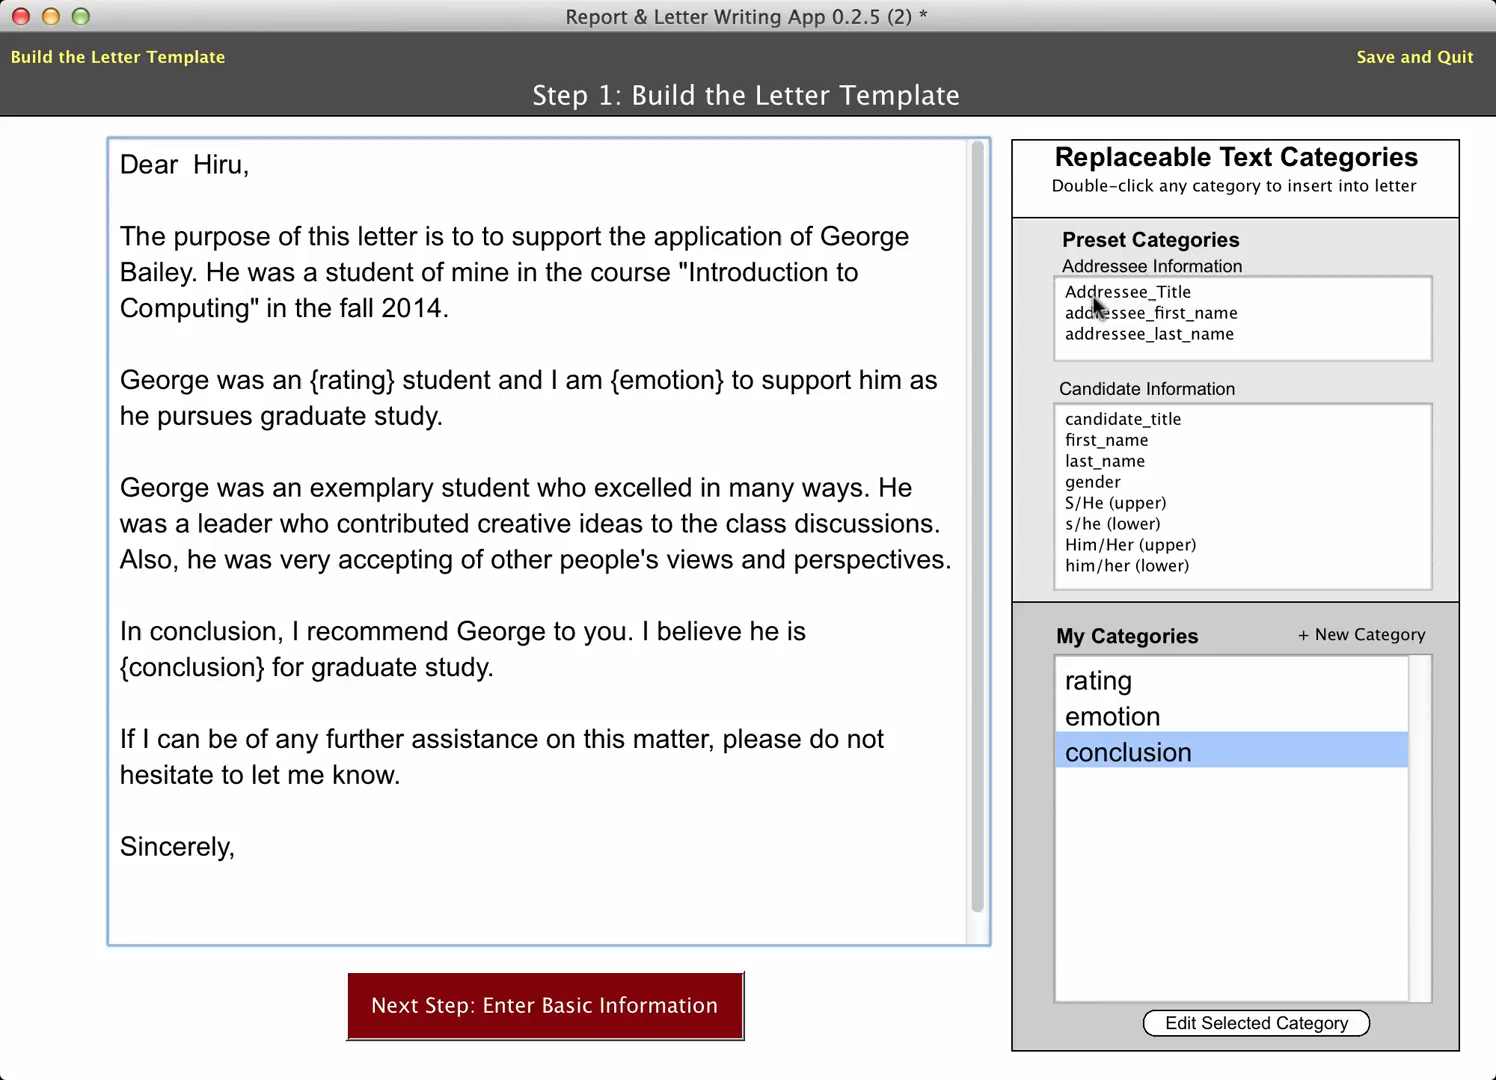 Report & Letter Writing App 0.2.5 (2) *
Build the Letter Template
Save and Quit
Step 1: Build the Letter Template
Dear  Hiru,
The purpose of this letter is to to support the application of George
Bailey. He was a student of mine in the course "Introduction to
Computing" in the fall 2014.
George was an {rating} student and I am {emotion} to support him as
he pursues graduate study.
George was an exemplary student who excelled in many ways. He
was a leader who contributed creative ideas to the class discussions.
Also, he was very accepting of other people's views and perspectives.
In conclusion, I recommend George to you. I believe he is
{conclusion} for graduate study.
If I can be of any further assistance on this matter, please do not
hesitate to let me know.
Sincerely,
Next Step: Enter Basic Information
Replaceable Text Categories
Double-click any category to insert into letter
Preset Categories
Addressee Information
Addressee_Title
addressee_first_name
addressee_last_name
Candidate Information
candidate_title
first_name
last_name
gender
S/He (upper)
s/he (lower)
Him/Her (upper)
him/her (lower)
My Categories
+ New Category
rating
emotion
conclusion
Edit Selected Category